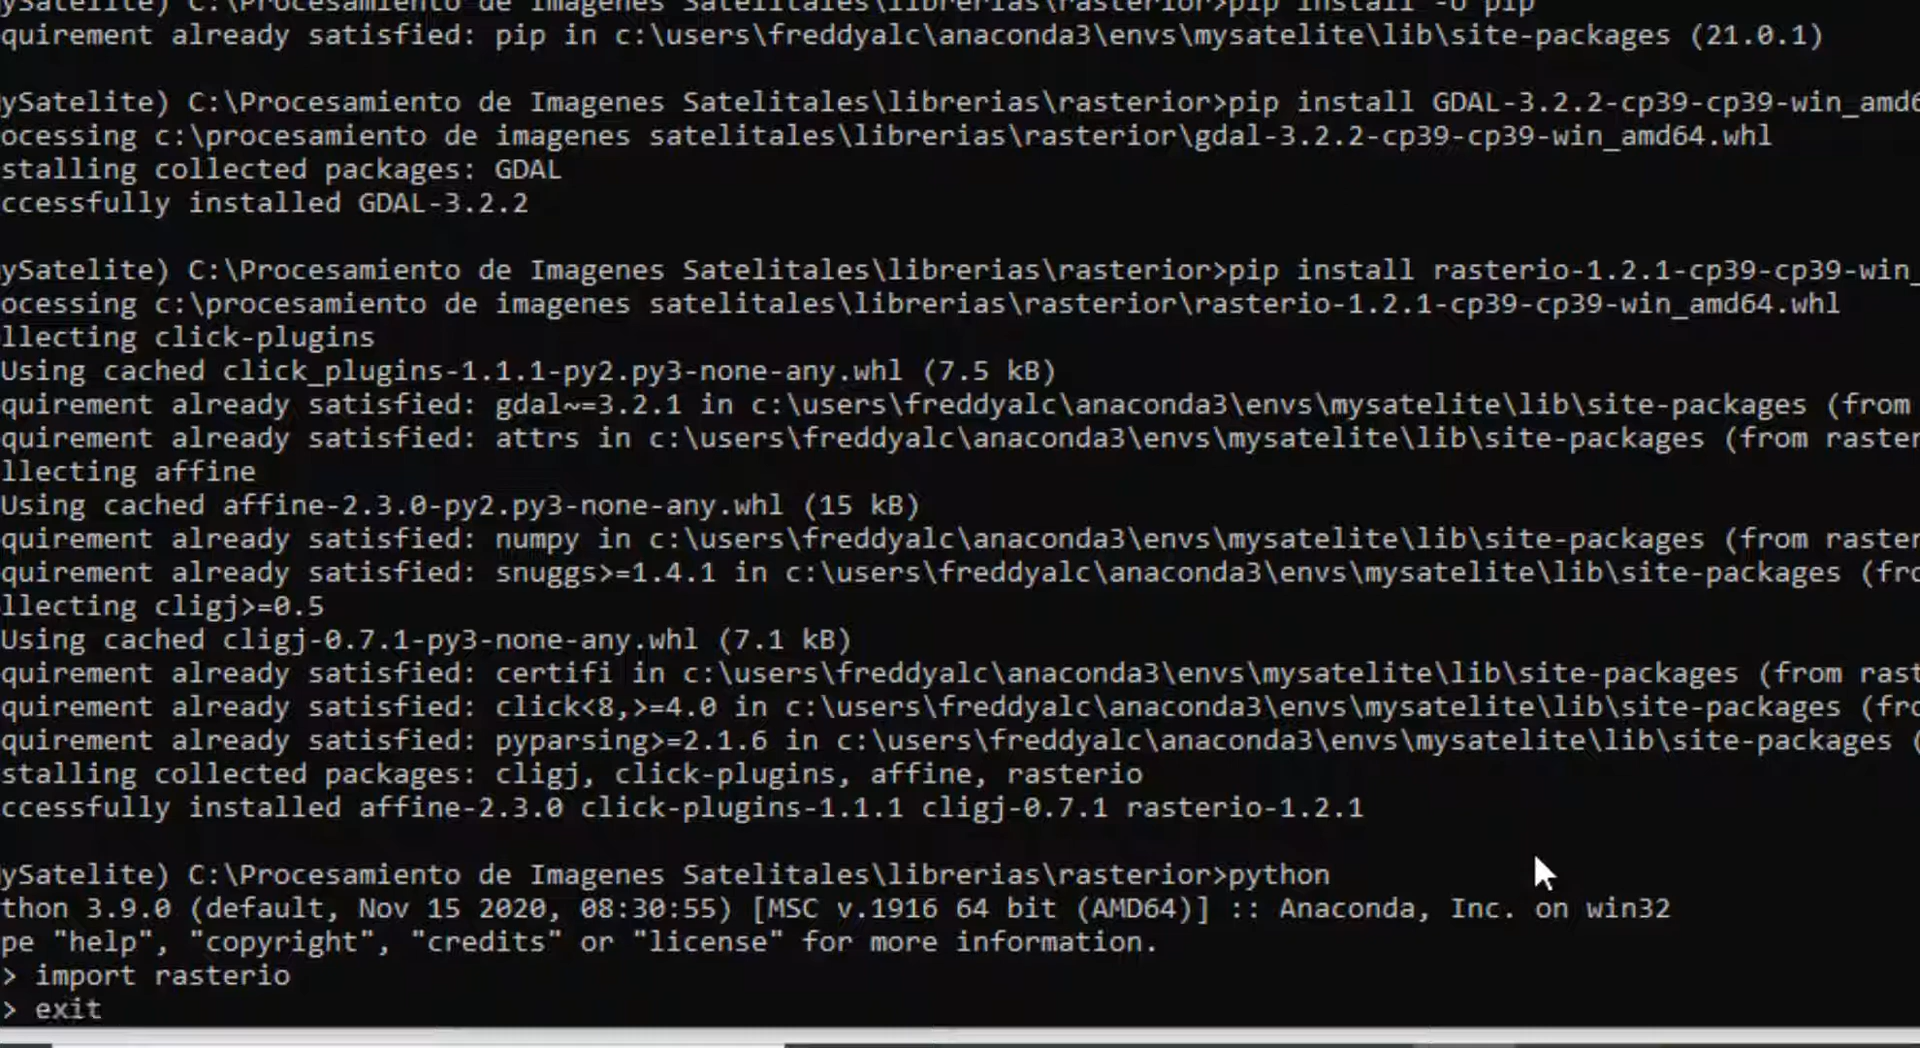 ySatelite) C:\Procesamiento de Imagenes Satelitales\librerias\rasterior>pip install -U pip
quirement already satisfied: pip in c:\users\freddyalc\anaconda3\envs\mysatelite\lib\site-packages (21.0.1)
ySatelite) C:\Procesamiento de Imagenes Satelitales\librerias\rasterior>pip install GDAL-3.2.2-cp39-cp39-win_amd6
ocessing c:\procesamiento de imagenes satelitales\librerias\rasterior\gdal-3.2.2-cp39-cp39-win_amd64.whl
stalling collected packages: GDAL
ccessfully installed GDAL-3.2.2
ySatelite) C:\Procesamiento de Imagenes Satelitales\librerias\rasterior>pip install rasterio-1.2.1-cp39-cp39-win_
ocessing c:\procesamiento de imagenes satelitales\librerias\rasterior\rasterio-1.2.1-cp39-cp39-win_amd64.whl
llecting click-plugins
Using cached click_plugins-1.1.1-py2.py3-none-any.whl (7.5 kB)
quirement already satisfied: gdal~=3.2.1 in c:\users\freddyalc\anaconda3\envs\mysatelite\lib\site-packages (from
quirement already satisfied: attrs in c:\users\freddyalc\anaconda3\envs\mysatelite\lib\site-packages (from raster
llecting affine
Using cached affine-2.3.0-py2.py3-none-any.whl (15 kB)
quirement already satisfied: numpy in c:\users\freddyalc\anaconda3\envs\mysatelite\lib\site-packages (from raster
quirement already satisfied: snuggs>=1.4.1 in c:\users\freddyalc\anaconda3\envs\mysatelite\lib\site-packages (fro
llecting cligj>=0.5
Using cached cligj-0.7.1-py3-none-any.whl (7.1 kB)
quirement already satisfied: certifi in c:\users\freddyalc\anaconda3\envs\mysatelite\lib\site-packages (from rast
quirement already satisfied: click<8,>=4.0 in c:\users\freddyalc\anaconda3\envs\mysatelite\lib\site-packages (fro
quirement already satisfied: pyparsing>=2.1.6 in c:\users\freddyalc\anaconda3\envs\mysatelite\lib\site-packages (
stalling collected packages: cligj, click-plugins, affine, rasterio
ccessfully installed affine-2.3.0 click-plugins-1.1.1 cligj-0.7.1 rasterio-1.2.1
ySatelite) C:\Procesamiento de Imagenes Satelitales\librerias\rasterior>python
thon 3.9.0 (default, Nov 15 2020, 08:30:55) [MSC v.1916 64 bit (AMD64)] :: Anaconda, Inc. on win32
pe "help", "copyright", "credits" or "license" for more information.
> import rasterio
> exit